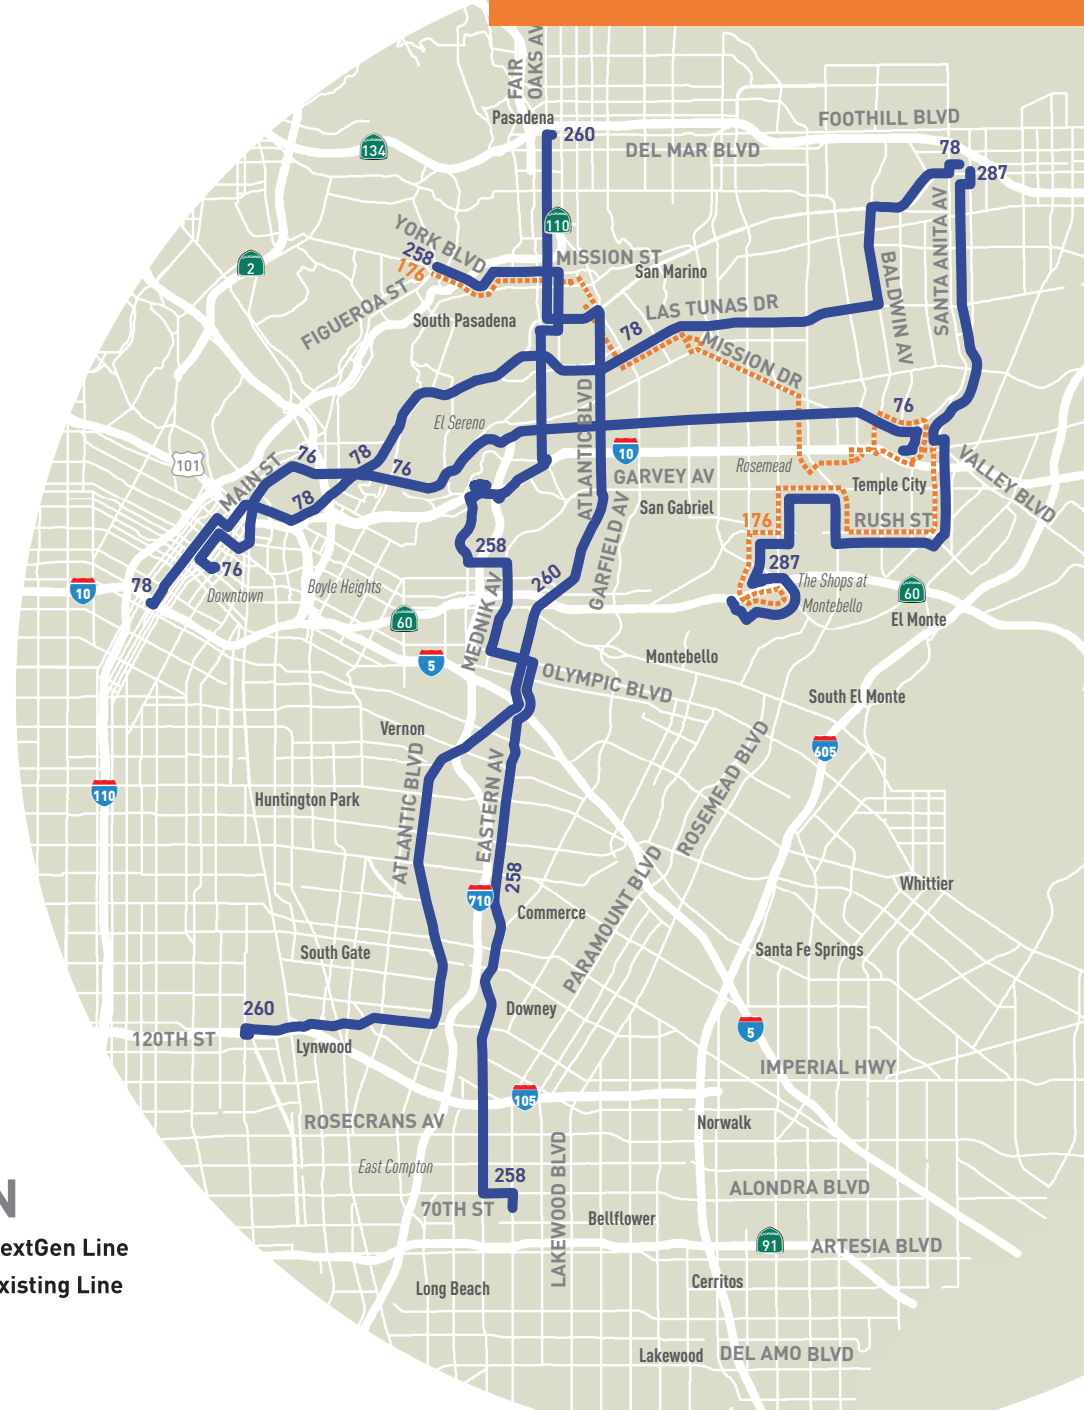 FAIR
OAKS AV
Pasadena
260
FOOTHILL BLVD
DEL MAR BLVD
78
287
CALIFORNIA
134
CALIFORNIA
110
CALIFORNIA
2
YORK BLVD
258
176
MISSION ST
San Marino
FIGUEROA ST
South Pasadena
LAS TUNAS DR
78
MISSION DR
BALDWIN AV
SANTA ANITA AV
El Sereno
ATLANTIC BLVD
76
76
78
76
101
MAIN ST
78
10
GARVEY AV
Rosemead
Temple City
VALLEY BLVD
San Gabriel
176
RUSH ST
GARFIELD AV
258
287
The Shops at
Montebello
78
76
Downtown
Boyle Heights
10
CALIFORNIA
60
MEDNIK AV
260
CALIFORNIA
60
El Monte
5
OLYMPIC BLVD
Montebello
South El Monte
Vernon
ATLANTIC BLVD
EASTERN AV
ROSEMEAD BLVD
605
110
Huntington Park
258
710
Commerce
PARAMOUNT BLVD
Whittier
South Gate
Santa Fe Springs
260
Downey
120TH ST
Lynwood
5
IMPERIAL HWY
105
ROSECRANS AV
Norwalk
East Compton
258
70TH ST
LAKEWOOD BLVD
ALONDRA BLVD
Bellflower
CALIFORNIA
91
ARTESIA BLVD
N
extGen Line
xisting Line
Long Beach
Cerritos
Lakewood
DEL AMO BLVD